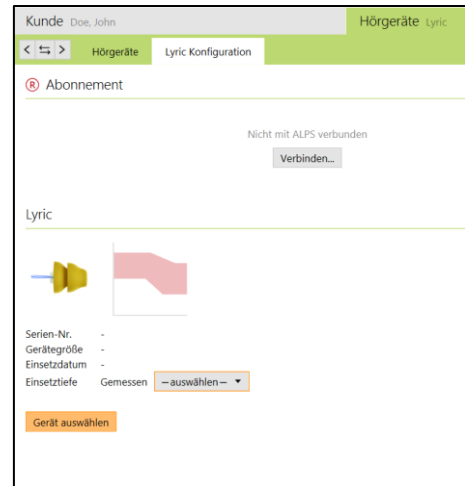 Kunde Doe, John Hörgeräte Lyric
< ⇆ > Hörgeräte Lyric Konfiguration
R Abonnement
Nicht mit ALPS verbunden
Verbinden...
Lyric
Serien-Nr. -
Gerätegröße -
Einsetzdatum -
Einsetztiefe Gemessen —auswählen—
Gerät auswählen